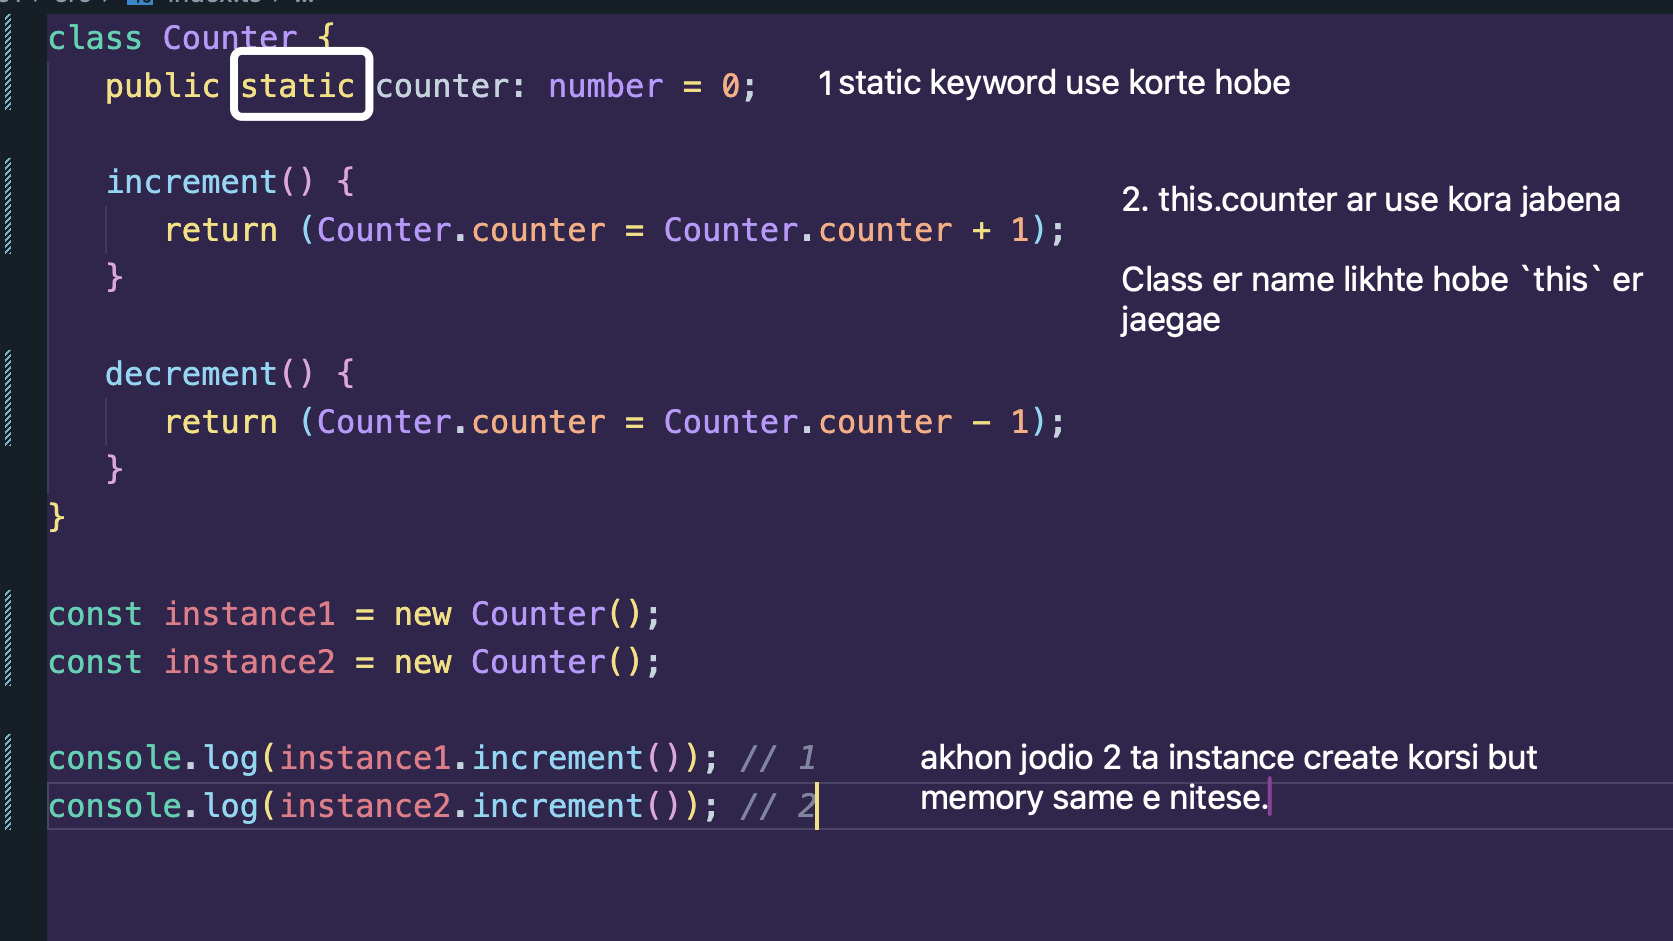 class Counter {
public static counter: number = 0;
1 static keyword use korte hobe
increment() {
return (Counter.counter = Counter.counter + 1);
}
2. this.counter ar use kora jabena
Class er name likhte hobe `this` er
jaegae
decrement() {
return (Counter.counter = Counter.counter - 1);
}
}
const instance1 = new Counter();
const instance2 = new Counter();
console.log(instance1.increment()); // 1
console.log(instance2.increment()); // 2
akhon jodio 2 ta instance create korsi but
memory same e nitese.